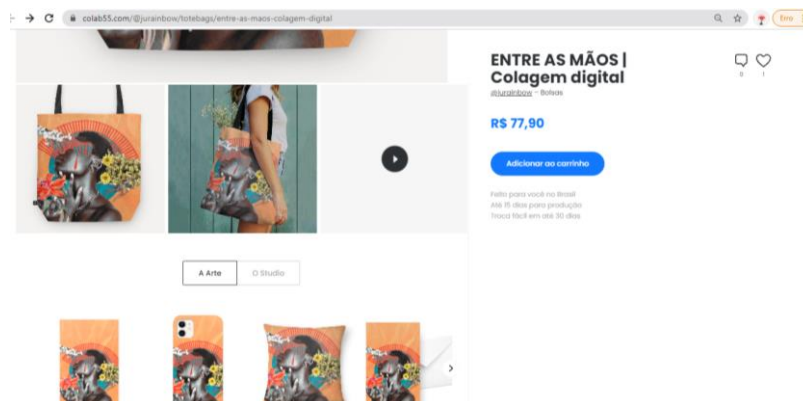 colab55.com/@jurainbow/totebags/entre-as-maos-colagem-digital
Erro
ENTRE AS MÃOS |
Colagem digital
@jurainbow - Bolsas
0 1
R$ 77,90
Adicionar ao carrinho
Feito para você no Brasil
Até 15 dias para produção
Troca fácil em até 30 dias
A Arte O Studio